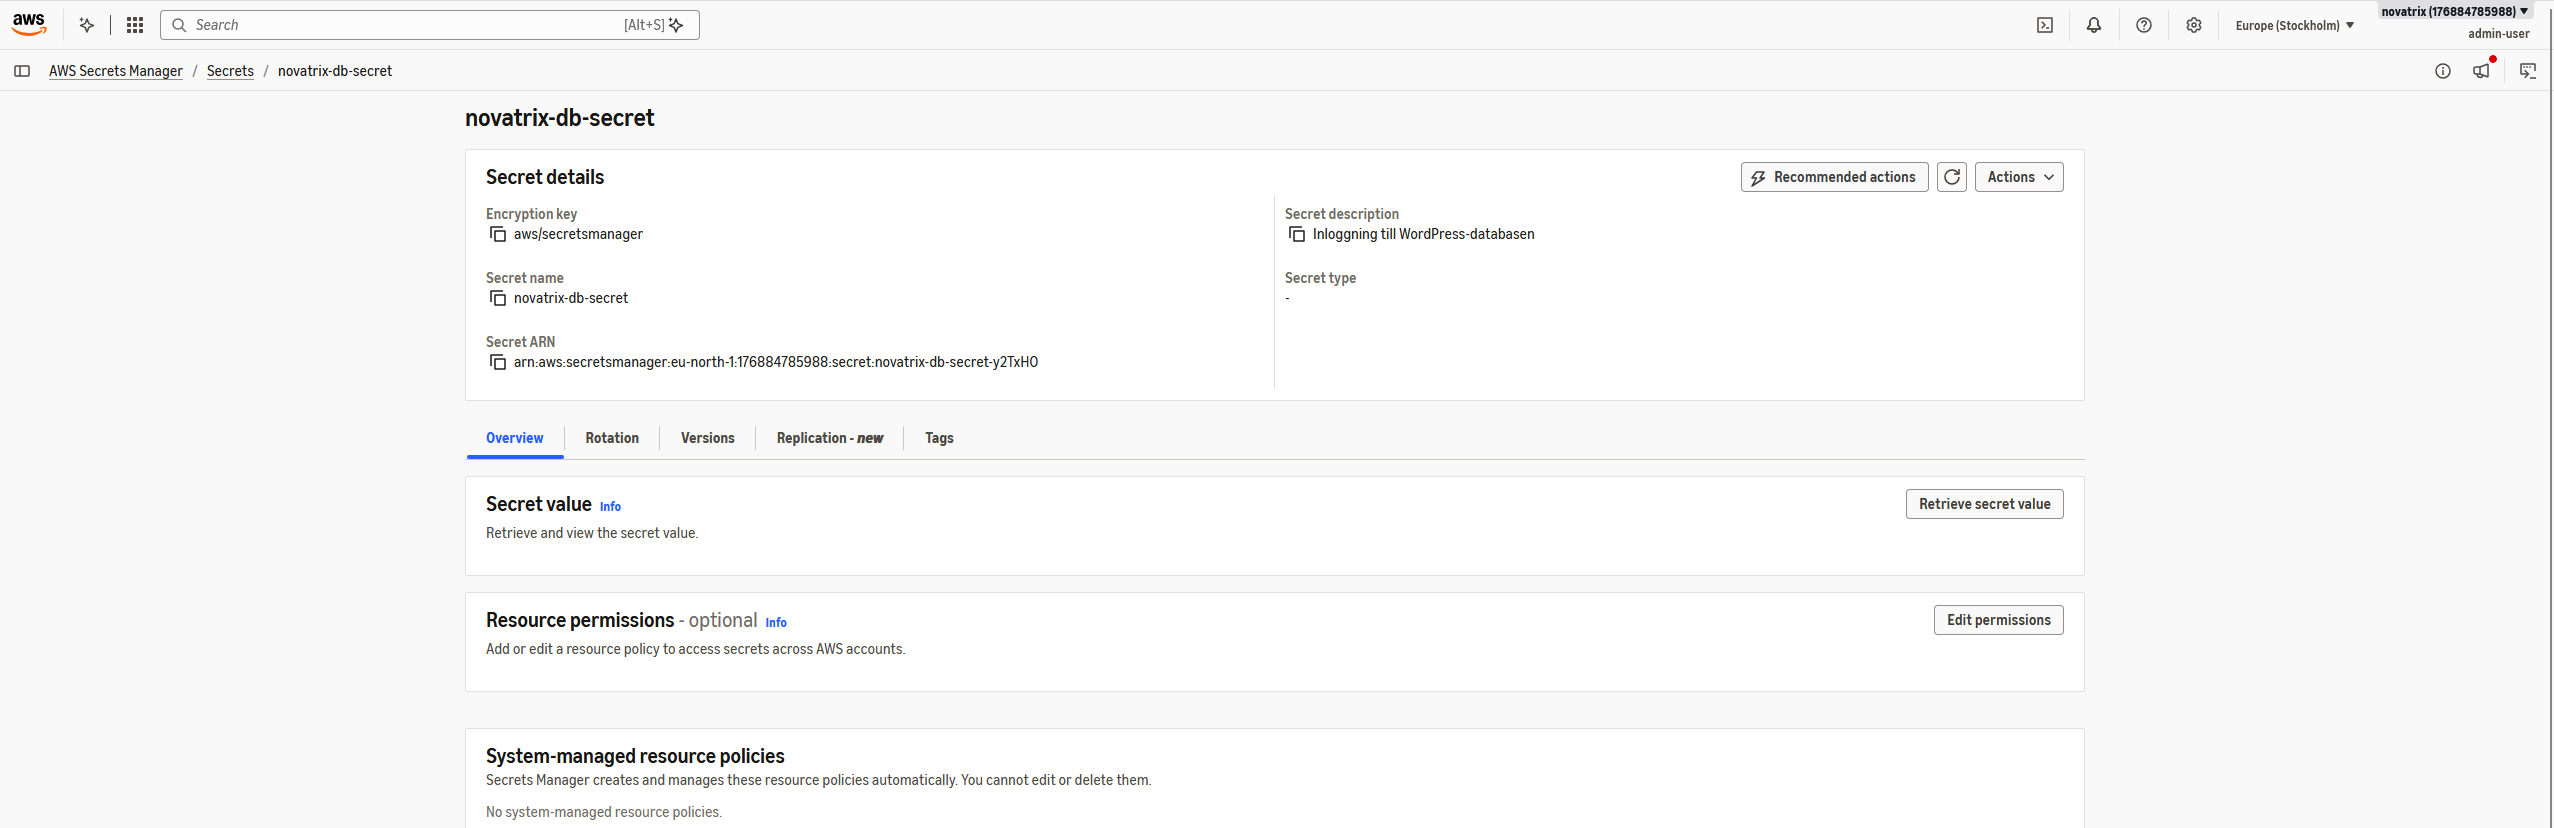 aws
Search [Alt+S]
Europe (Stockholm)
novatrix (176884785988)
admin-user
AWS Secrets Manager / Secrets / novatrix-db-secret
novatrix-db-secret
Secret details
Recommended actions
Actions
Encryption key
aws/secretsmanager
Secret description
Inloggning till WordPress-databasen
Secret name
novatrix-db-secret
Secret type
-
Secret ARN
arn:aws:secretsmanager:eu-north-1:176884785988:secret:novatrix-db-secret-y2TxHO
Overview
Rotation
Versions
Replication - new
Tags
Secret value Info
Retrieve secret value
Retrieve and view the secret value.
Resource permissions - optional Info
Edit permissions
Add or edit a resource policy to access secrets across AWS accounts.
System-managed resource policies
Secrets Manager creates and manages these resource policies automatically. You cannot edit or delete them.
No system-managed resource policies.